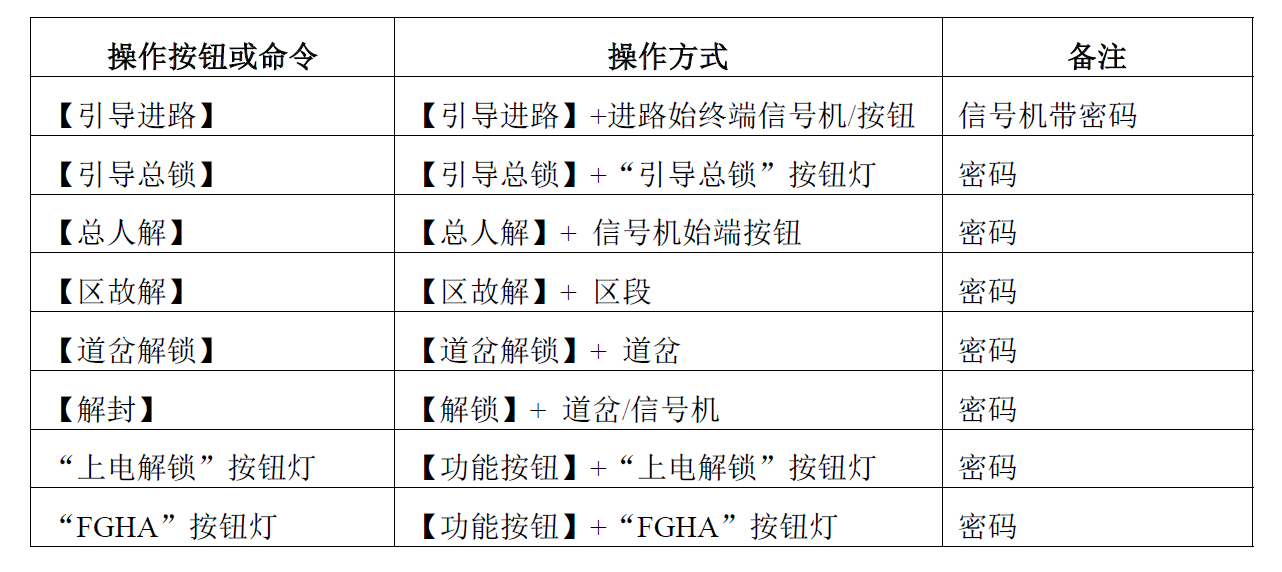 操作按钮或命令 操作方式 备注
【引导进路】 【引导进路】+进路始终端信号机/按钮 信号机带密码
【引导总锁】 【引导总锁】+“引导总锁”按钮灯 密码
【总人解】 【总人解】+ 信号机始端按钮 密码
【区故解】 【区故解】+ 区段 密码
【道岔解锁】 【道岔解锁】+ 道岔 密码
【解封】 【解锁】+ 道岔/信号机 密码
“上电解锁”按钮灯 【功能按钮】+“上电解锁”按钮灯 密码
“FGHA”按钮灯 【功能按钮】+“FGHA”按钮灯 密码